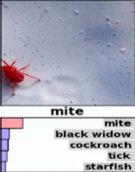 mite
mite
black widow
cockroach
tick
starfish